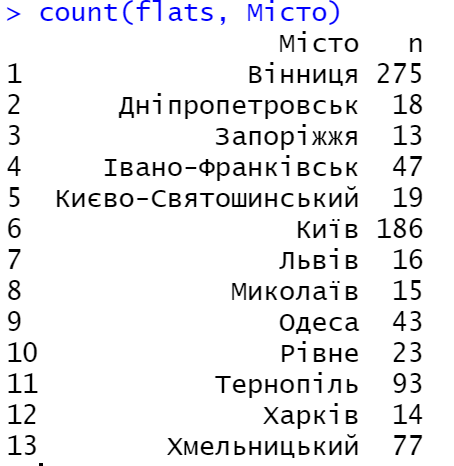 > count(flats, Місто)
Місто n
1 Вінниця 275
2 Дніпропетровськ 18
3 Запоріжжя 13
4 Івано-Франківськ 47
5 Києво-Святошинський 19
6 Київ 186
7 Львів 16
8 Миколаїв 15
9 Одеса 43
10 Рівне 23
11 Тернопіль 93
12 Харків 14
13 Хмельницький 77